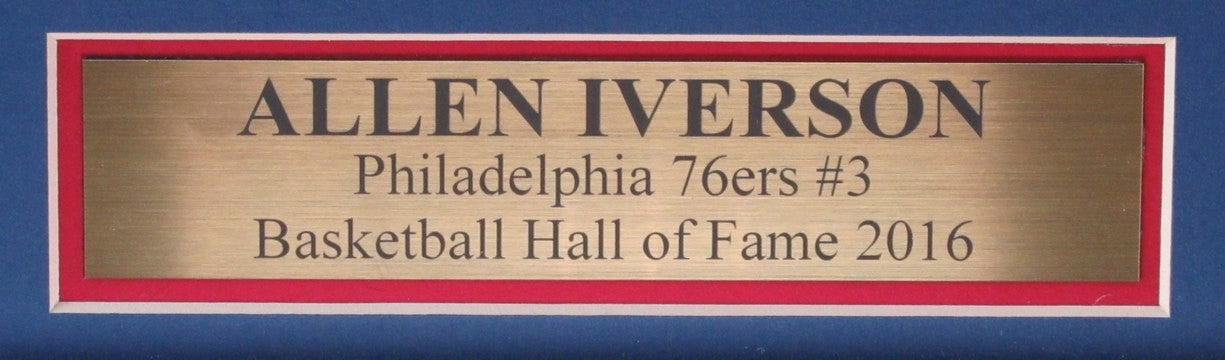 ALLEN IVERSON
Philadelphia 76ers #3
Basketball Hall of Fame 2016